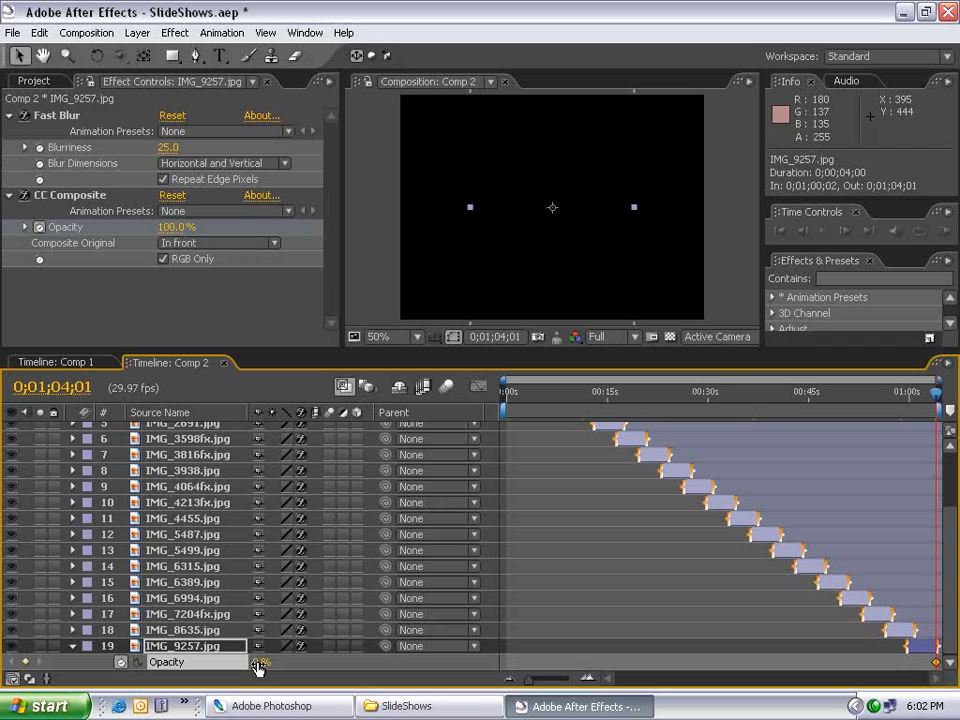 Adobe After Effects - SlideShows.aep *
File Edit Composition Layer Effect Animation View Window Help
Workspace: Standard
Project Effect Controls: IMG_9257.jpg
Comp 2 * IMG_9257.jpg
Fast Blur Reset About...
Animation Presets: None
Blurriness 25.0
Blur Dimensions Horizontal and Vertical
Repeat Edge Pixels
CC Composite Reset About...
Animation Presets: None
Opacity 100.0 %
Composite Original In front
RGB Only
Composition: Comp 2
50% 0;01;04;01 Full Active Camera
Info Audio
R: 180 X: 395
G: 137 Y: 444
B: 135
A: 255
IMG_9257.jpg
Duration: 0;00;04;00
In: 0;01;00;02, Out: 0;01;04;01
Time Controls
Effects & Presets
Contains:
* Animation Presets
3D Channel
Adjust
Timeline: Comp 1 Timeline: Comp 2
0;01;04;01 (29.97 fps)
:00s 00:15s 00:30s 00:45s 01:00s
# Source Name Parent
5 IMG_2691.jpg None
6 IMG_3598fx.jpg None
7 IMG_3816fx.jpg None
8 IMG_3938.jpg None
9 IMG_4064fx.jpg None
10 IMG_4213fx.jpg None
11 IMG_4455.jpg None
12 IMG_5487.jpg None
13 IMG_5499.jpg None
14 IMG_6315.jpg None
15 IMG_6389.jpg None
16 IMG_6994.jpg None
17 IMG_7204fx.jpg None
18 IMG_8635.jpg None
19 IMG_9257.jpg None
Opacity
start Adobe Photoshop SlideShows Adobe After Effects -... 6:02 PM